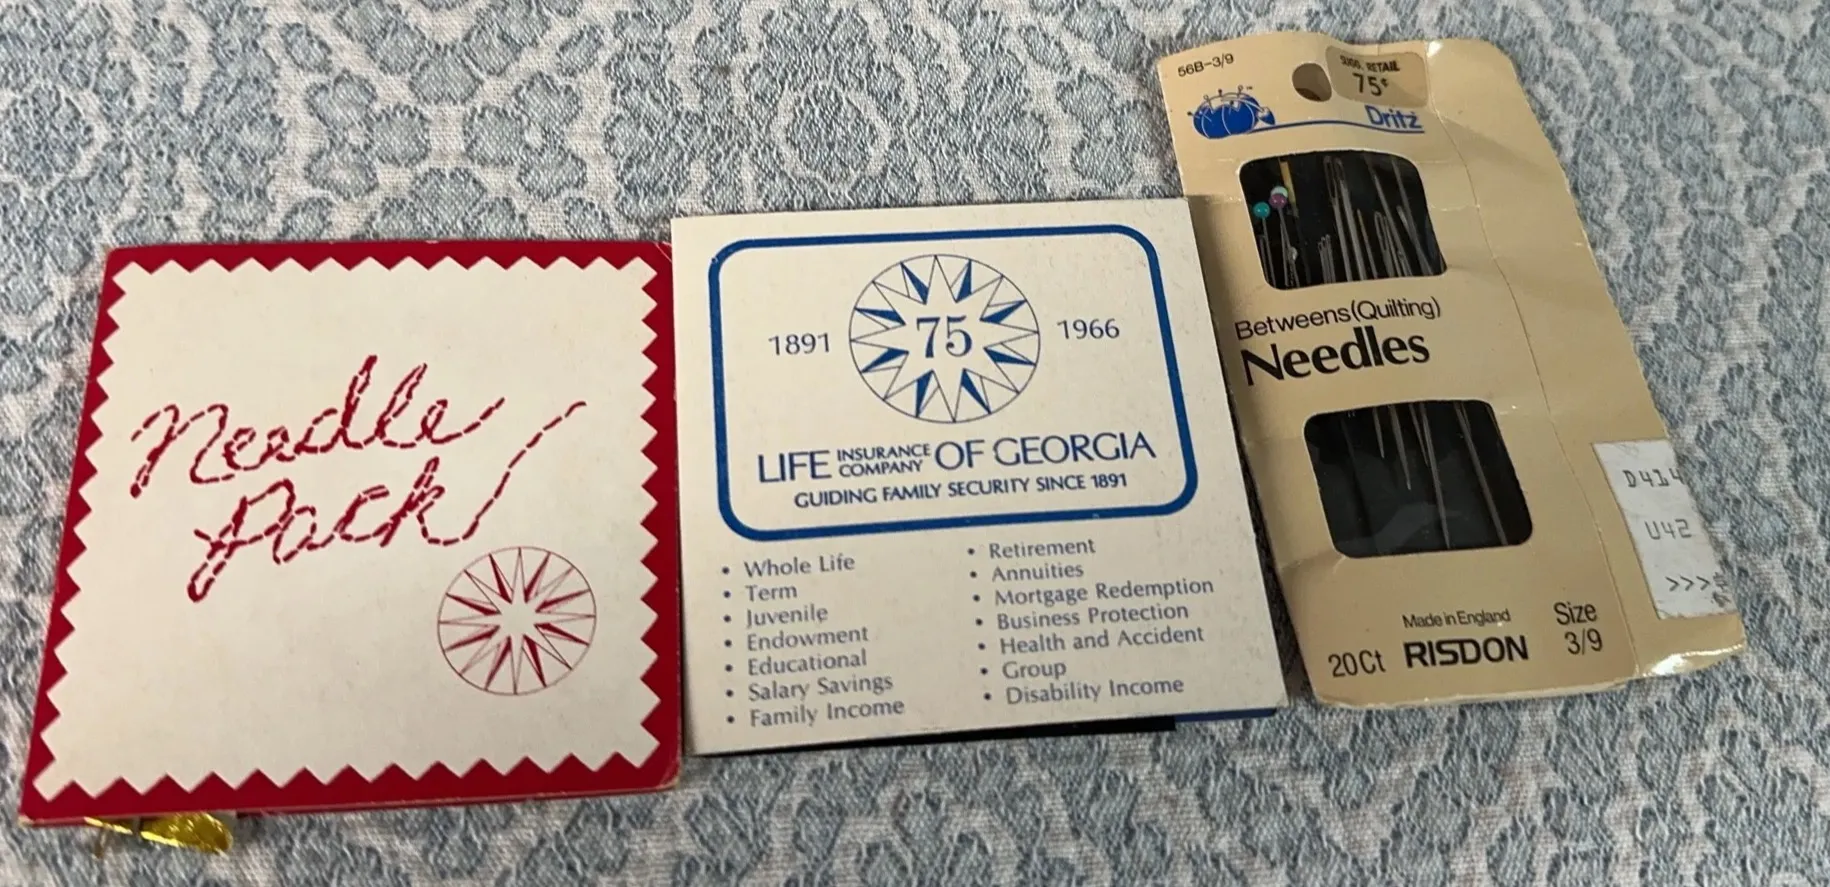 Needle
Pack
1891 75 1966
LIFE INSURANCE COMPANY OF GEORGIA
GUIDING FAMILY SECURITY SINCE 1891
• Whole Life
• Term
• Juvenile
• Endowment
• Educational
• Salary Savings
• Family Income
• Retirement
• Annuities
• Mortgage Redemption
• Business Protection
• Health and Accident
• Group
• Disability Income
56B-3/9
SUGG. RETAIL
75¢
Dritz
Betweens (Quilting)
Needles
Made in England
20Ct RISDON
Size
3/9
D414
U42
>>>